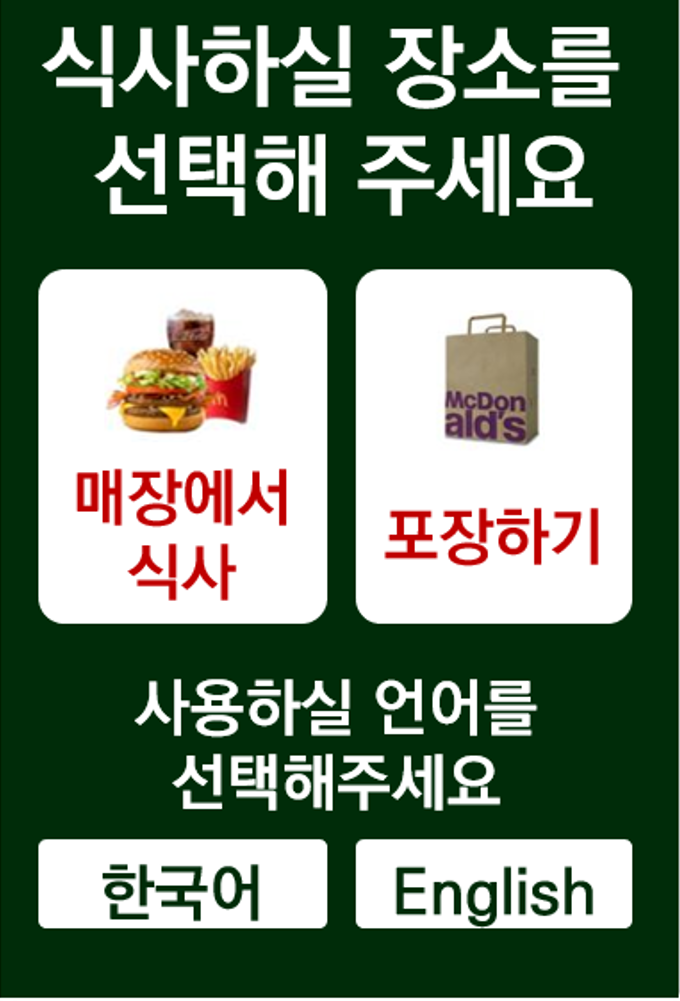 식사하실 장소를
선택해 주세요
McDon
ald's
매장에서
식사
포장하기
사용하실 언어를
선택해주세요
한국어
English